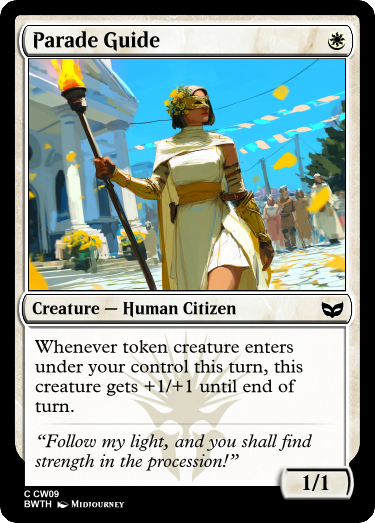 Parade Guide
Creature — Human Citizen
Whenever token creature enters
under your control this turn, this
creature gets +1/+1 until end of
turn.
“Follow my light, and you shall find
strength in the procession!”
1/1
C CW09
BWTH Midjourney